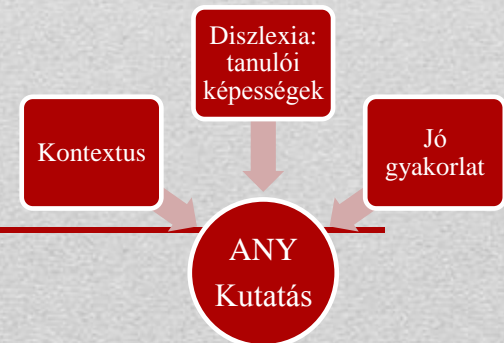 Diszlexia:
tanulói
képességek
Kontextus
Jó
gyakorlat
ANY
Kutatás